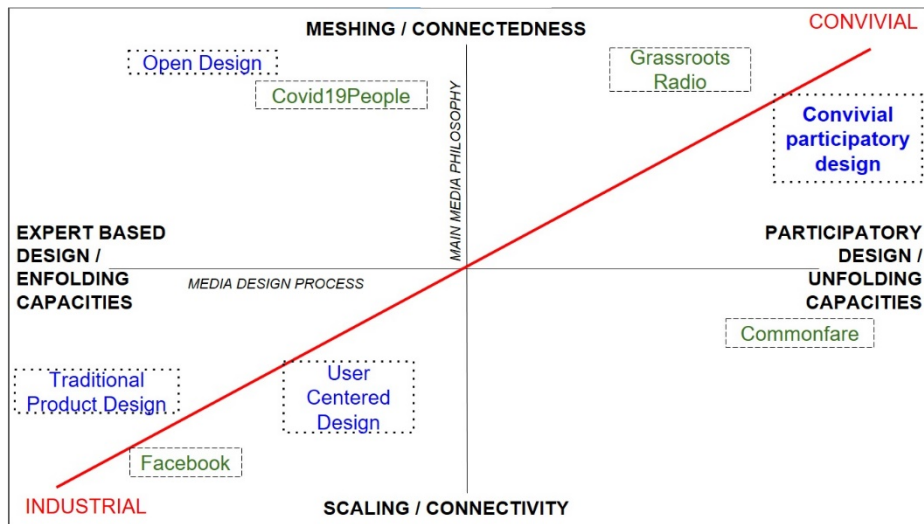 MESHING / CONNECTEDNESS
CONVIVIAL
Open Design
Covid19People
Grassroots
Radio
Convivial
participatory
design
MAIN MEDIA PHILOSOPHY
EXPERT BASED
DESIGN /
ENFOLDING
CAPACITIES
MEDIA DESIGN PROCESS
PARTICIPATORY
DESIGN /
UNFOLDING
CAPACITIES
Commonfare
Traditional
Product Design
User
Centered
Design
Facebook
INDUSTRIAL
SCALING / CONNECTIVITY